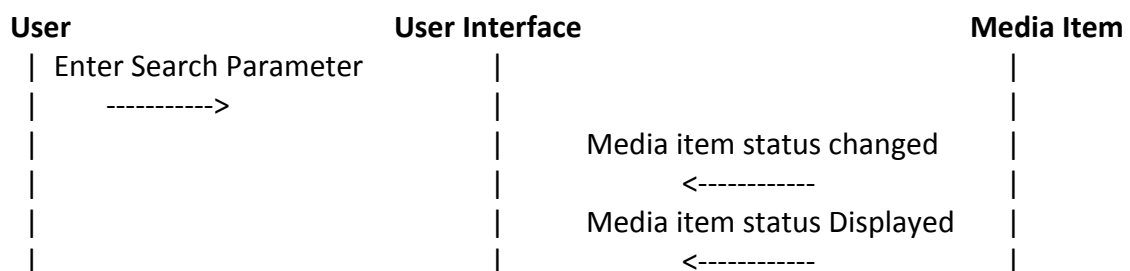 User User Interface Media Item
| Enter Search Parameter | |
| -----------> | |
| | Media item status changed |
| | <------------ |
| | Media item status Displayed |
| | <------------ |